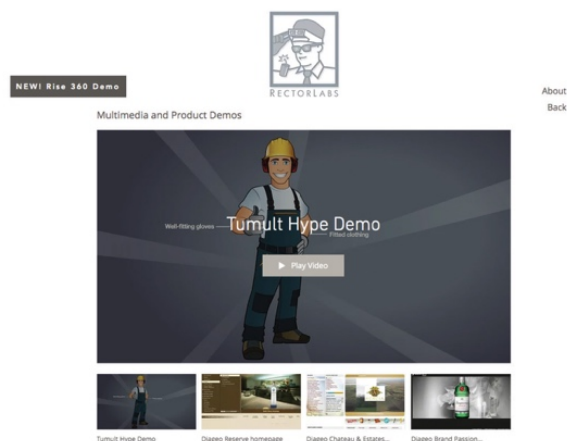 RECTORLABS
NEW! Rise 360 Demo
About
Back
Multimedia and Product Demos
Well-fitting gloves
Tumult Hype Demo
Fitted clothing
Play Video
Tumult Hype Demo
Diageo Reserve homepage
Diageo Chateau & Estates...
Diageo Brand Passion...